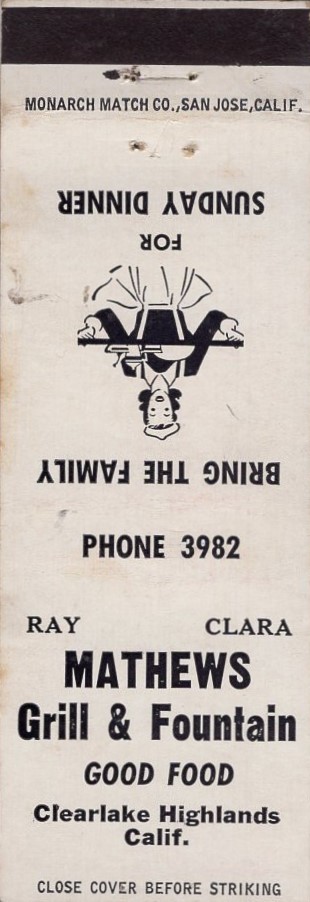 MONARCH MATCH CO., SAN JOSE, CALIF.
BRING THE FAMILY
FOR
SUNDAY DINNER
PHONE 3982
RAY CLARA
MATHEWS
Grill & Fountain
GOOD FOOD
Clearlake Highlands
Calif.
CLOSE COVER BEFORE STRIKING